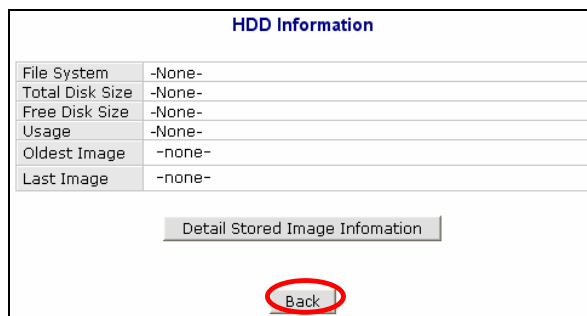 HDD Information
File System -None-
Total Disk Size -None-
Free Disk Size -None-
Usage -None-
Oldest Image -none-
Last Image -none-
Detail Stored Image Infomation
Back